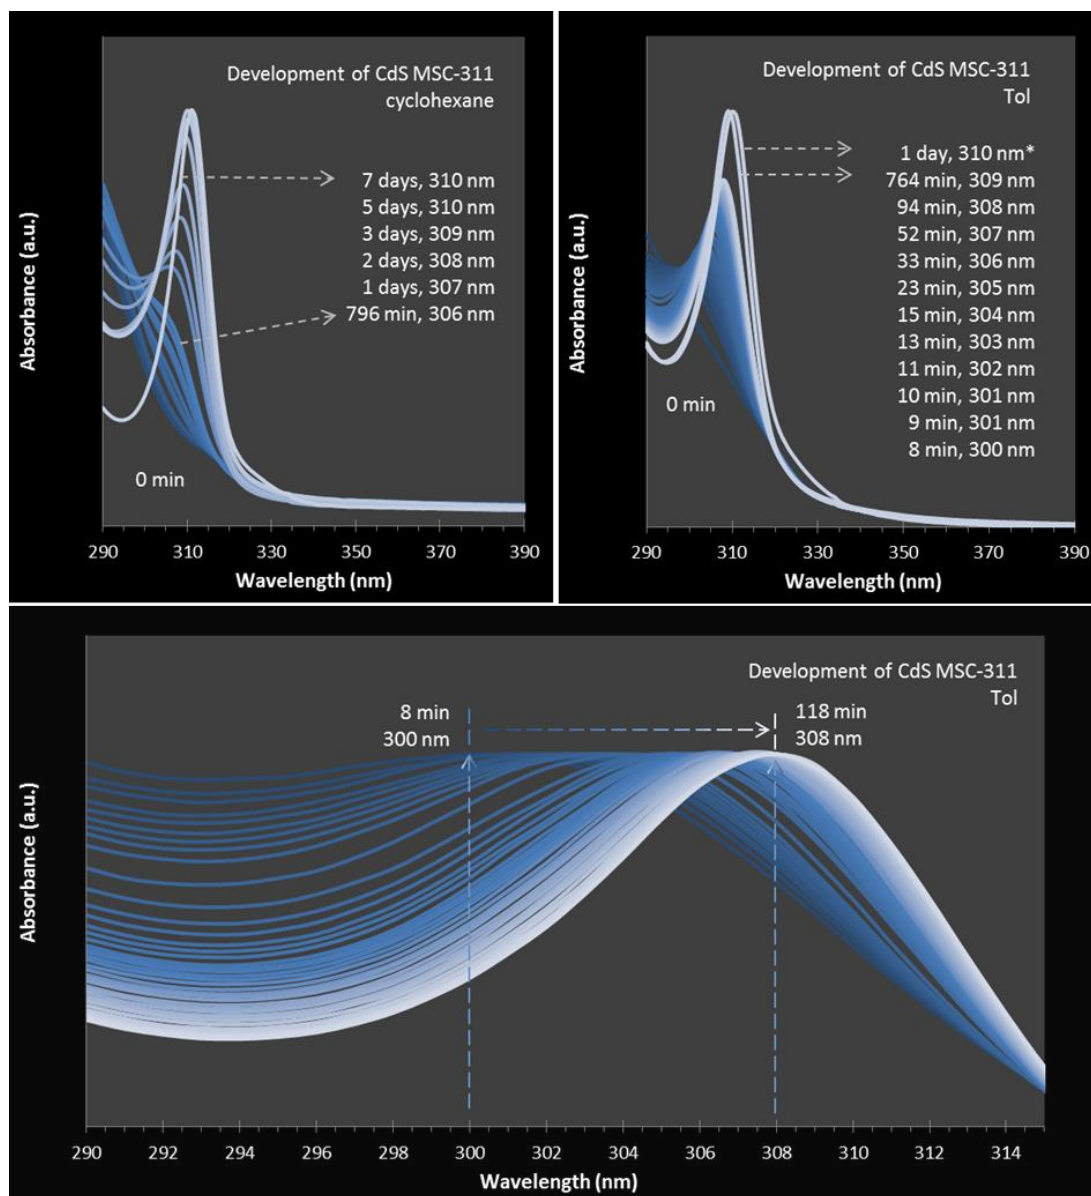 Development of CdS MSC-311
cyclohexane
7 days, 310 nm
5 days, 310 nm
3 days, 309 nm
2 days, 308 nm
1 days, 307 nm
796 min, 306 nm
0 min
Absorbance (a.u.)
290 310 330 350 370 390
Wavelength (nm)
Development of CdS MSC-311
Tol
1 day, 310 nm*
764 min, 309 nm
94 min, 308 nm
52 min, 307 nm
33 min, 306 nm
23 min, 305 nm
15 min, 304 nm
13 min, 303 nm
11 min, 302 nm
10 min, 301 nm
9 min, 301 nm
8 min, 300 nm
0 min
Absorbance (a.u.)
290 310 330 350 370 390
Wavelength (nm)
Development of CdS MSC-311
Tol
8 min
300 nm
118 min
308 nm
Absorbance (a.u.)
290 292 294 296 298 300 302 304 306 308 310 312 314
Wavelength (nm)